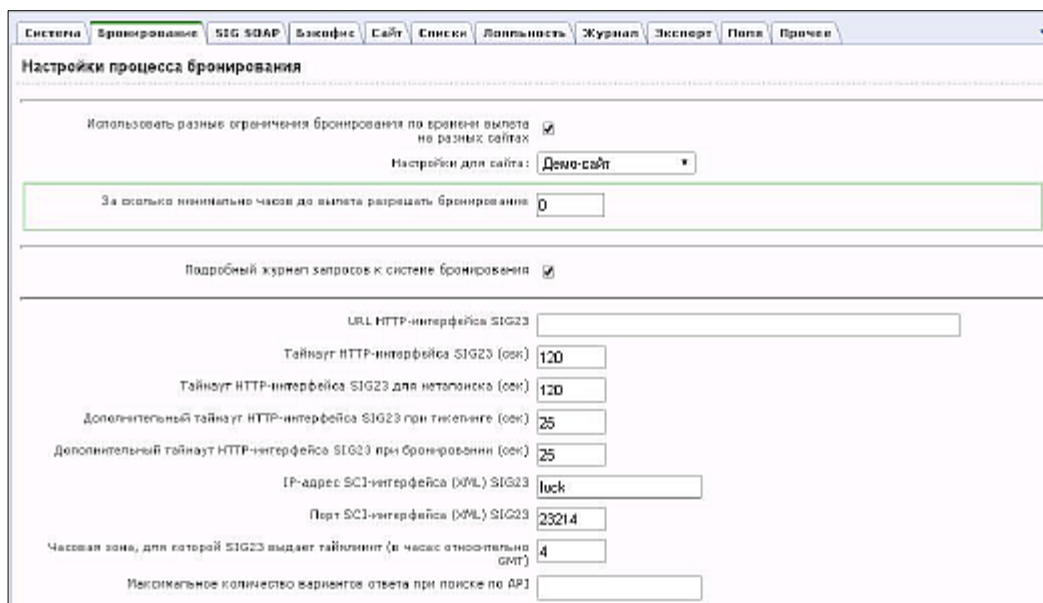 Система Бронирование SIG SOAP Бэкофис Сайт Списки Лояльность Журнал Экспорт Поля Прочее
Настройки процесса бронирования
Использовать разные ограничения бронирования по времени вылета
на разных сайтах
Настройки для сайта: Демо-сайт
За сколько минимально часов до вылета разрешать бронирование 0
Подробный журнал запросов к системе бронирования
URL HTTP-интерфейса SIG23
Таймаут HTTP-интерфейса SIG23 (сек) 120
Таймаут HTTP-интерфейса SIG23 для метапоиска (сек) 120
Дополнительный таймаут HTTP-интерфейса SIG23 при тикетинге (сек) 25
Дополнительный таймаут HTTP-интерфейса SIG23 при бронировании (сек) 25
IP-адрес SCI-интерфейса (XML) SIG23 luck
Порт SCI-интерфейса (XML) SIG23 23214
Часовая зона, для которой SIG23 выдает таймлимит (в часах относительно 4
GMT)
Максимальное количество вариантов ответа при поиске по API